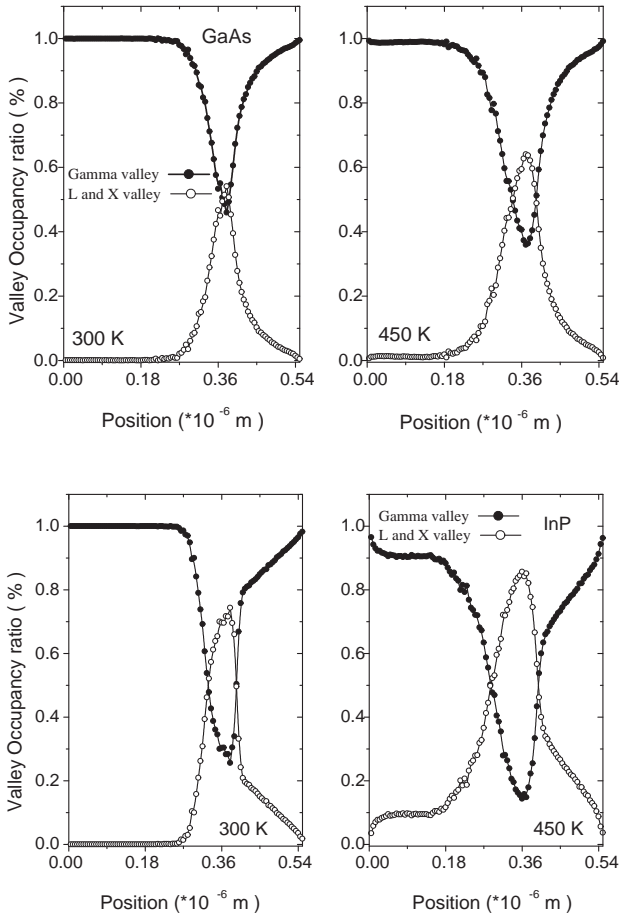 GaAs
1.0
0.8
0.6
0.4
0.2
0.0
Valley Occupancy ratio ( % )
Gamma valley
L and X valley
300 K
0.00 0.18 0.36 0.54
Position (*10 -6 m )
1.0
0.8
0.6
0.4
0.2
0.0
450 K
0.00 0.18 0.36 0.54
Position (*10 -6 m )
1.0
0.8
0.6
0.4
0.2
0.0
Valley Occupancy ratio ( % )
300 K
0.00 0.18 0.36 0.54
Position (*10 -6 m )
Gamma valley
L and X valley
InP
1.0
0.8
0.6
0.4
0.2
0.0
450 K
0.00 0.18 0.36 0.54
Position (*10 -6 m )